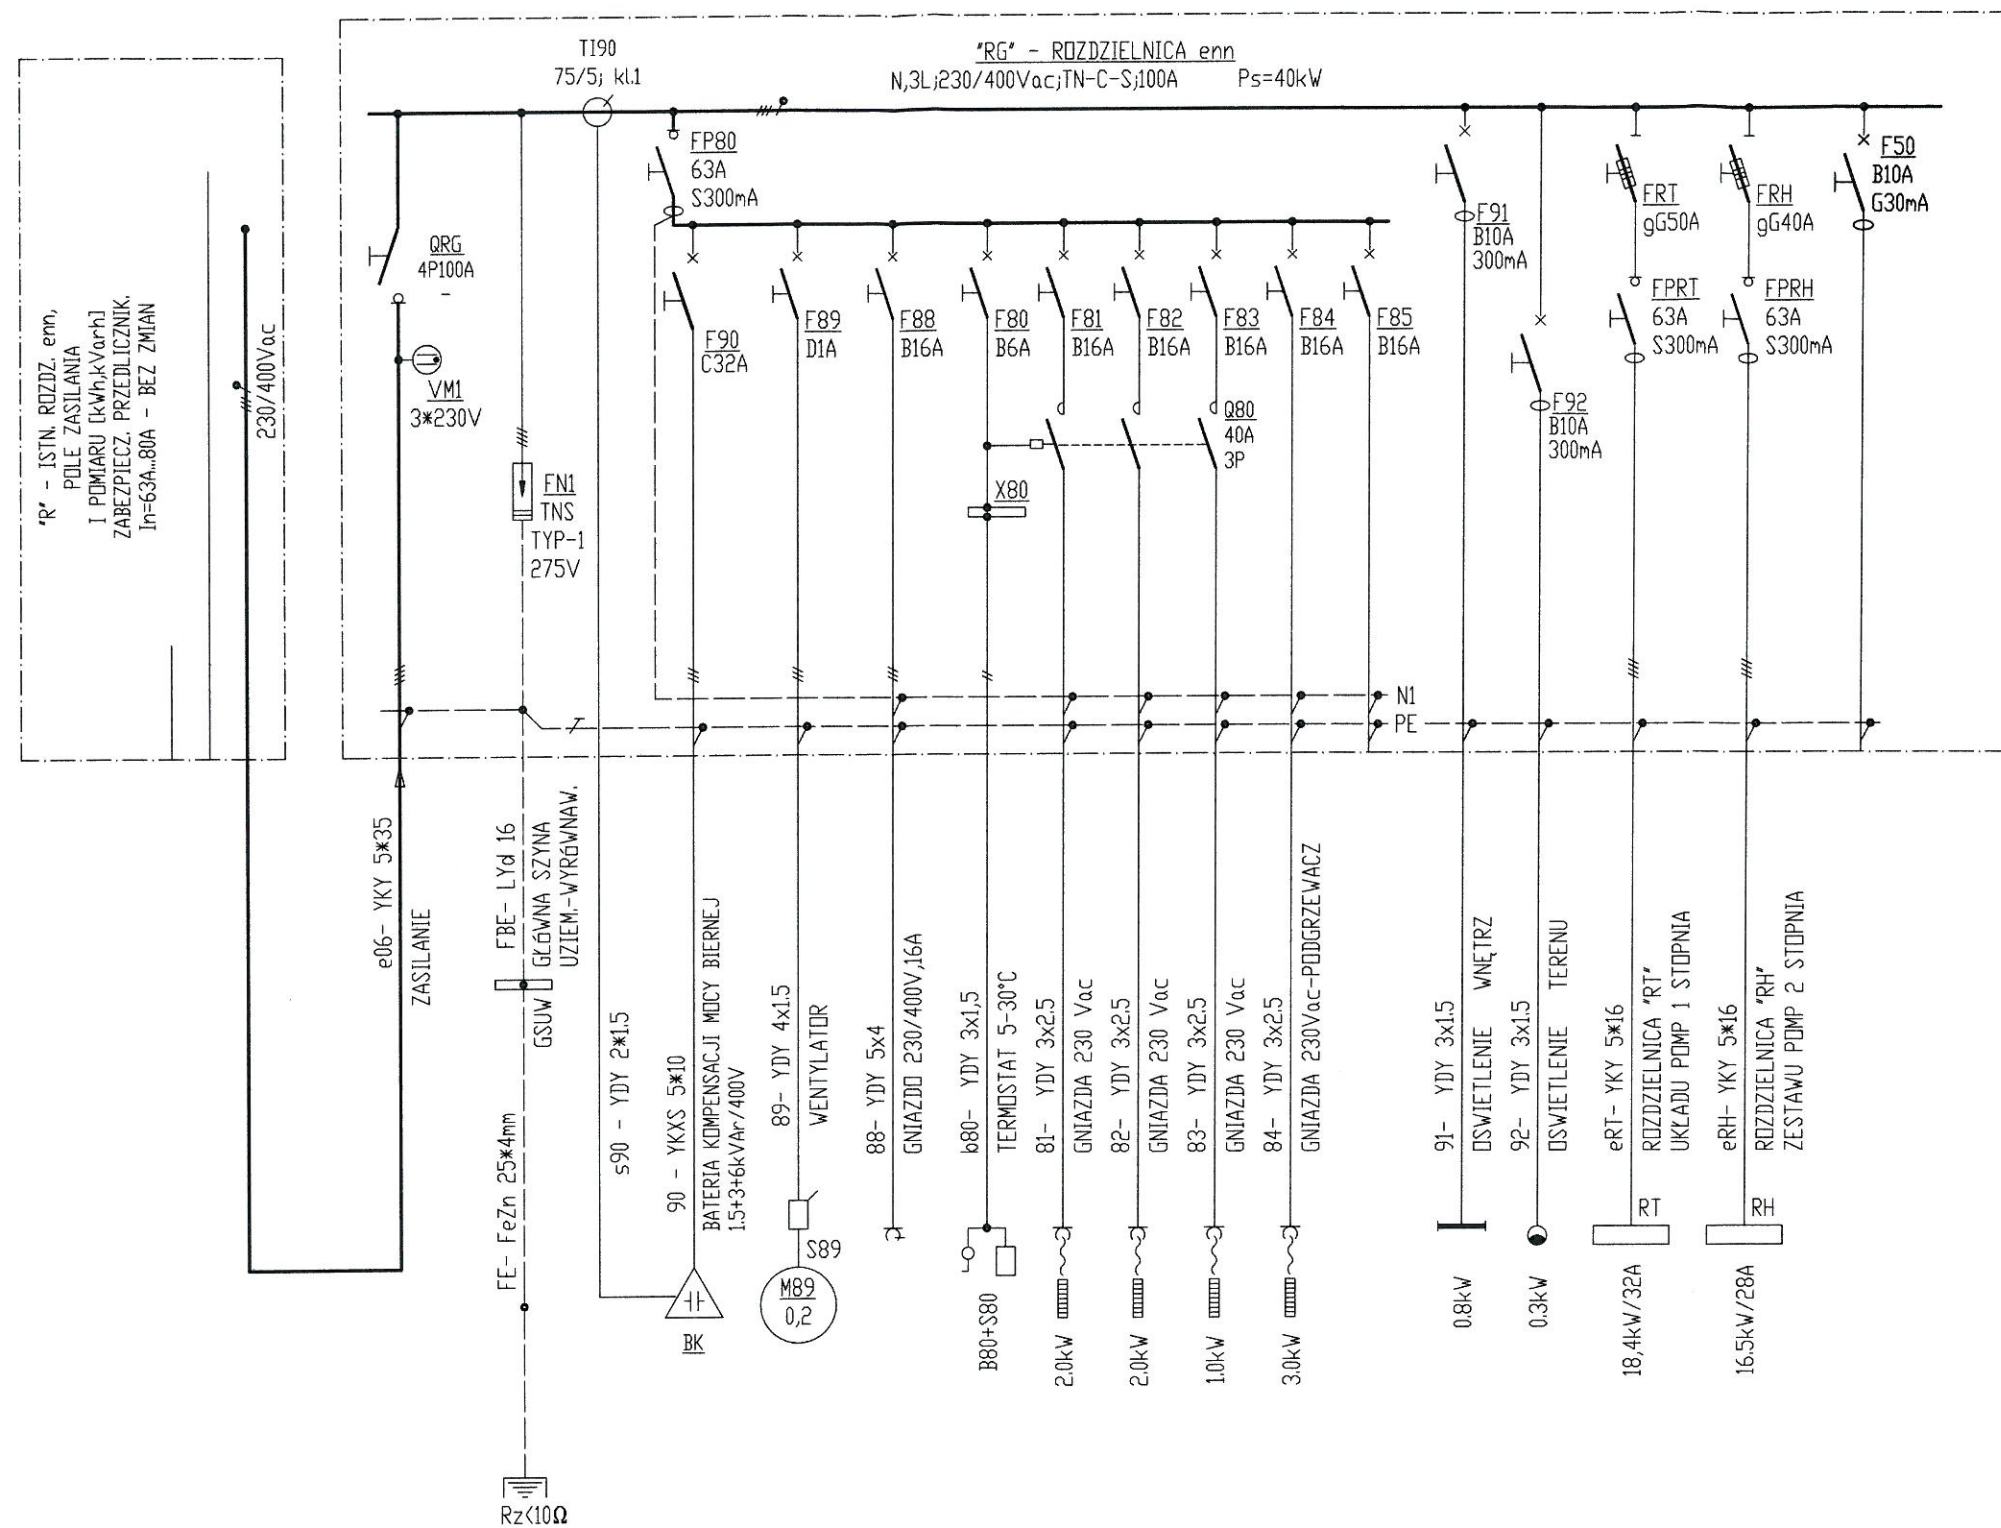 "R" - ISTN. ROZDZ. enn,
POLE ZASILANIA
I POMIARU [kWh,kVarh]
ZABEZPIECZ. PRZEDLICZNIK.
In=63A...80A - BEZ ZMIAN
230/400Vac
"RG" - ROZDZIELNICA enn
N,3L;230/400Vac;TN-C-S;100A Ps=40kW
TI90
75/5; kl.1
QRG
4P100A
-
VM1
3*230V
FN1
TNS
TYP-1
275V
FP80
63A
S300mA
F90
C32A
F89
D1A
F88
B16A
F80
B6A
F81
B16A
F82
B16A
F83
B16A
F84
B16A
F85
B16A
Q80
40A
3P
X80
F91
B10A
300mA
F92
B10A
300mA
FRT
gG50A
FPRT
63A
S300mA
FRH
gG40A
FPRH
63A
S300mA
F50
B10A
G30mA
N1
PE
e06- YKY 5*35
ZASILANIE
FBE- LYd 16
GŁÓWNA SZYNA
UZIEM.-WYRÓWNAW.
GSUW
FE- FeZn 25*4mm
Rz<10Ω
s90 - YDY 2*1.5
90 - YKXS 5*10
BATERIA KOMPENSACJI MOCY BIERNEJ
1.5+3+6kVAr/400V
BK
89- YDY 4x1.5
WENTYLATOR
S89
M89
0,2
88- YDY 5x4
GNIAZDO 230/400V,16A
b80- YDY 3x1,5
TERMOSTAT 5-30°C
B80+S80
81- YDY 3x2.5
GNIAZDA 230 Vac
2.0kW
82- YDY 3x2.5
GNIAZDA 230 Vac
2.0kW
83- YDY 3x2.5
GNIAZDA 230 Vac
1.0kW
84- YDY 3x2.5
GNIAZDA 230Vac-PODGRZEWACZ
3.0kW
91- YDY 3x1.5
OSWIETLENIE WNĘTRZ
0.8kW
92- YDY 3x1.5
OSWIETLENIE TERENU
0.3kW
eRT- YKY 5*16
ROZDZIELNICA "RT"
UKŁADU POMP 1 STOPNIA
RT
18,4kW/32A
eRH- YKY 5*16
ROZDZIELNICA "RH"
ZESTAWU POMP 2 STOPNIA
RH
16.5kW/28A